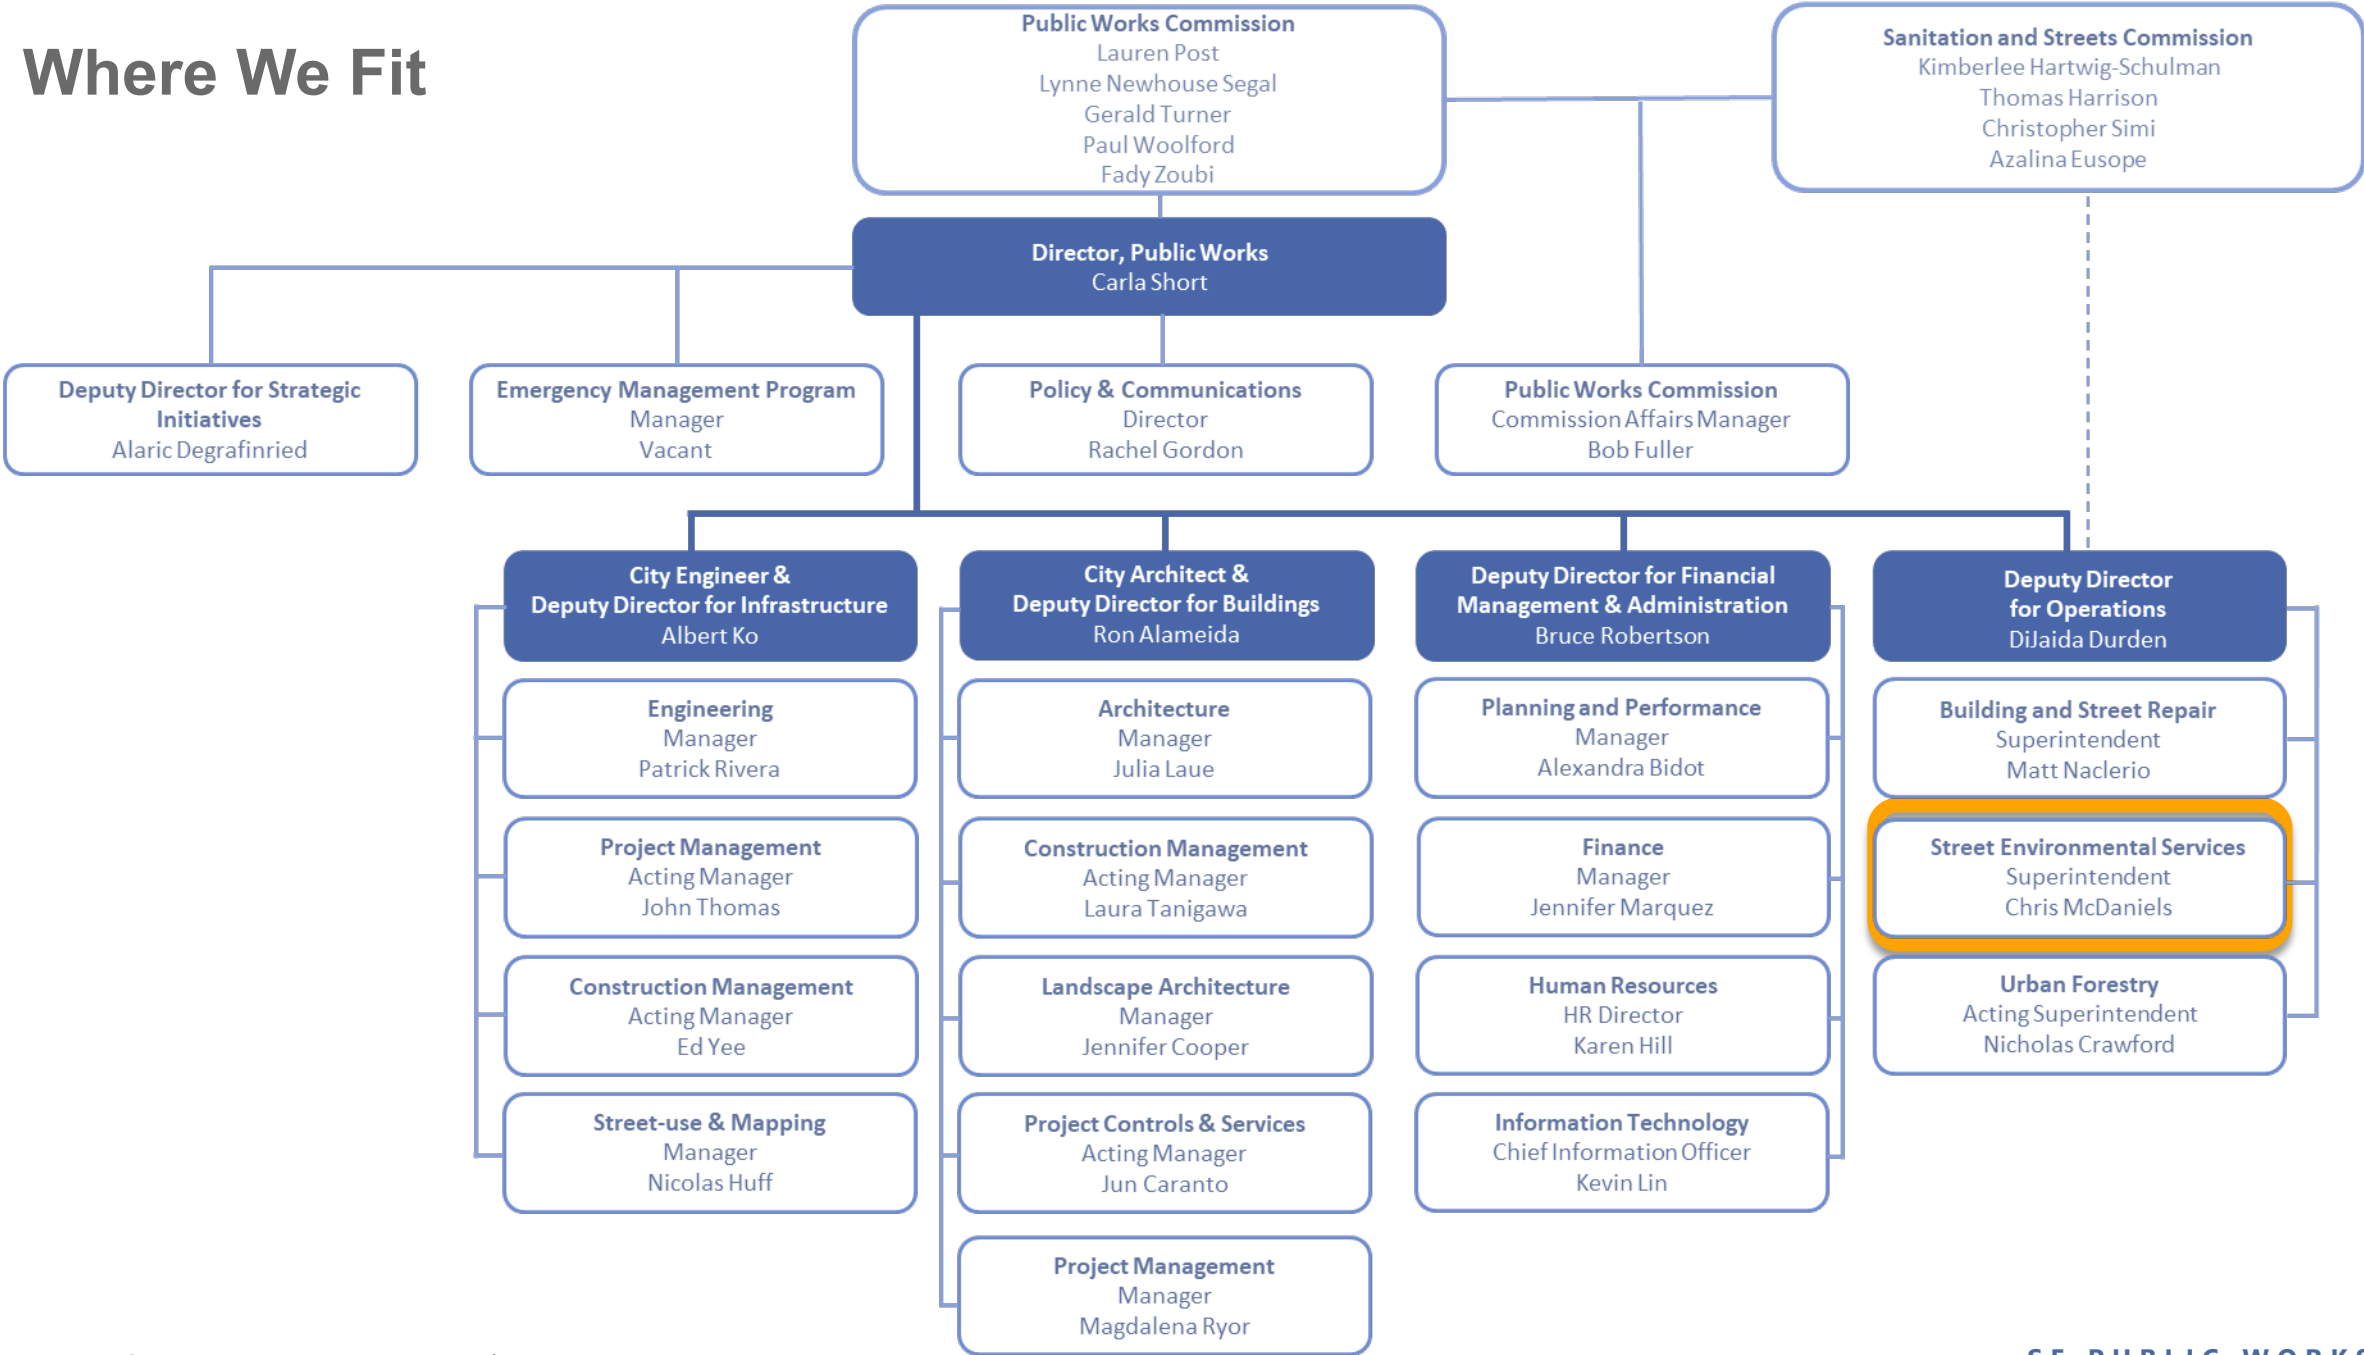 Where We Fit
Public Works Commission
Lauren Post
Lynne Newhouse Segal
Gerald Turner
Paul Woolford
Fady Zoubi
Sanitation and Streets Commission
Kimberlee Hartwig-Schulman
Thomas Harrison
Christopher Simi
Azalina Eusope
Director, Public Works
Carla Short
Deputy Director for Strategic
Initiatives
Alaric Degrafinried
Emergency Management Program
Manager
Vacant
Policy & Communications
Director
Rachel Gordon
Public Works Commission
Commission Affairs Manager
Bob Fuller
City Engineer &
Deputy Director for Infrastructure
Albert Ko
Engineering
Manager
Patrick Rivera
Project Management
Acting Manager
John Thomas
Construction Management
Acting Manager
Ed Yee
Street-use & Mapping
Manager
Nicolas Huff
City Architect &
Deputy Director for Buildings
Ron Alameida
Architecture
Manager
Julia Laue
Construction Management
Acting Manager
Laura Tanigawa
Landscape Architecture
Manager
Jennifer Cooper
Project Controls & Services
Acting Manager
Jun Caranto
Project Management
Manager
Magdalena Ryor
Deputy Director for Financial
Management & Administration
Bruce Robertson
Planning and Performance
Manager
Alexandra Bidot
Finance
Manager
Jennifer Marquez
Human Resources
HR Director
Karen Hill
Information Technology
Chief Information Officer
Kevin Lin
Deputy Director
for Operations
DiJaida Durden
Building and Street Repair
Superintendent
Matt Naclerio
Street Environmental Services
Superintendent
Chris McDaniels
Urban Forestry
Acting Superintendent
Nicholas Crawford
SF PUBLIC WORKS